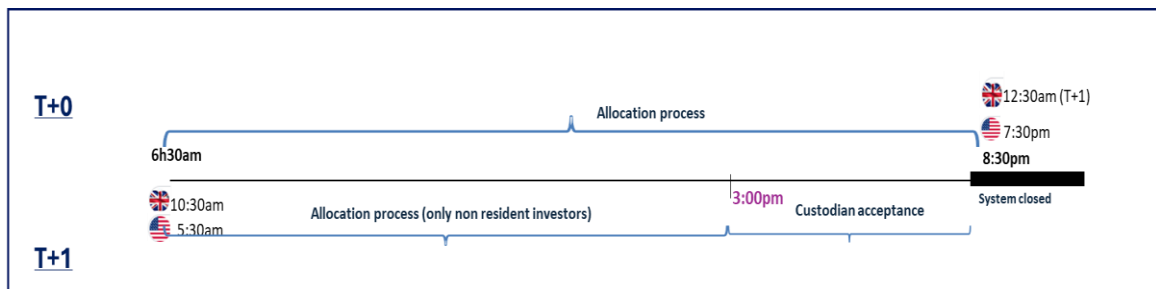 T+0
12:30am (T+1)
Allocation process
7:30pm
6h30am
8:30pm
10:30am
3:00pm
System closed
Allocation process (only non resident investors)
Custodian acceptance
5:30am
T+1